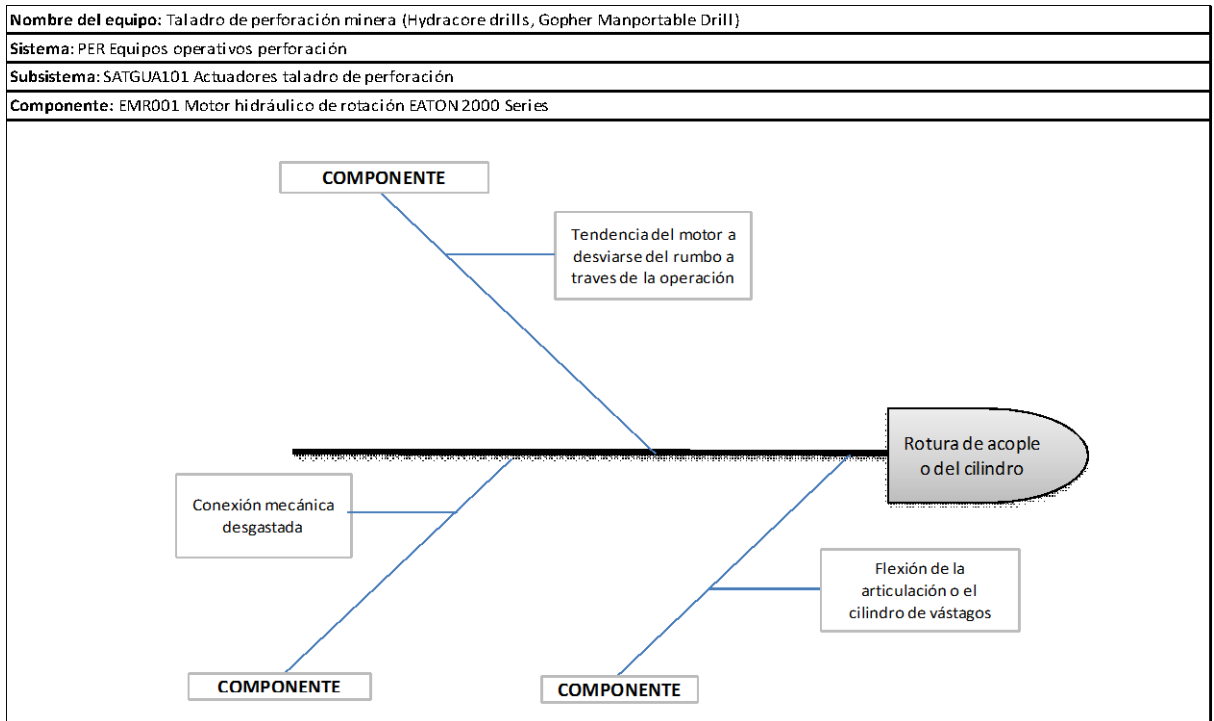 Nombre del equipo: Taladro de perforación minera (Hydracore drills, Gopher Manportable Drill)
Sistema: PER Equipos operativos perforación
Subsistema: SATGUA101 Actuadores taladro de perforación
Componente: EMR001 Motor hidráulico de rotación EATON 2000 Series
COMPONENTE
Tendencia del motor a
desviarse del rumbo a
traves de la operación
Rotura de acople
o del cilindro
Conexión mecánica
desgastada
Flexión de la
articulación o el
cilindro de vástagos
COMPONENTE
COMPONENTE